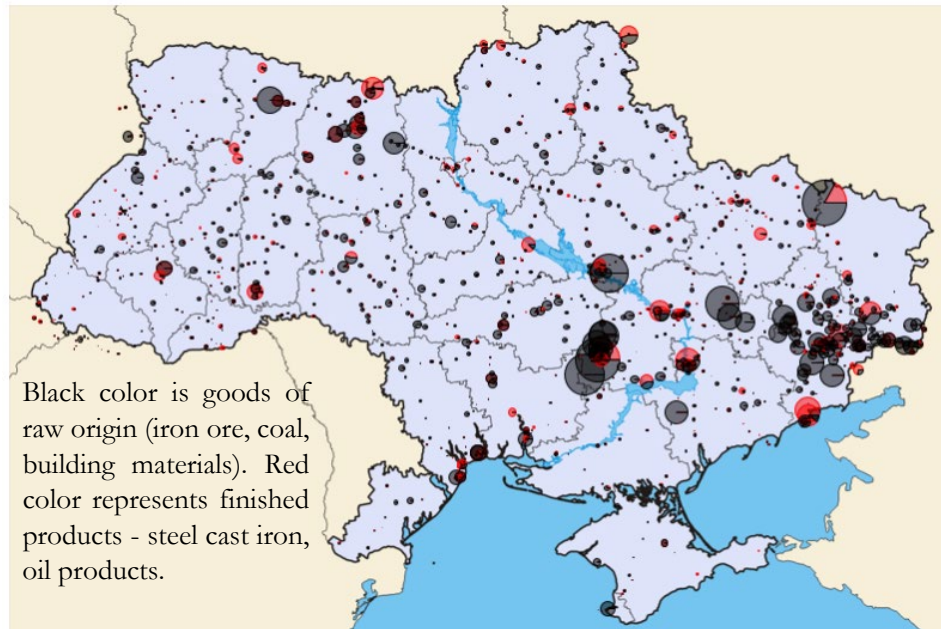 Black color is goods of
raw origin (iron ore, coal,
building materials). Red
color represents finished
products - steel cast iron,
oil products.